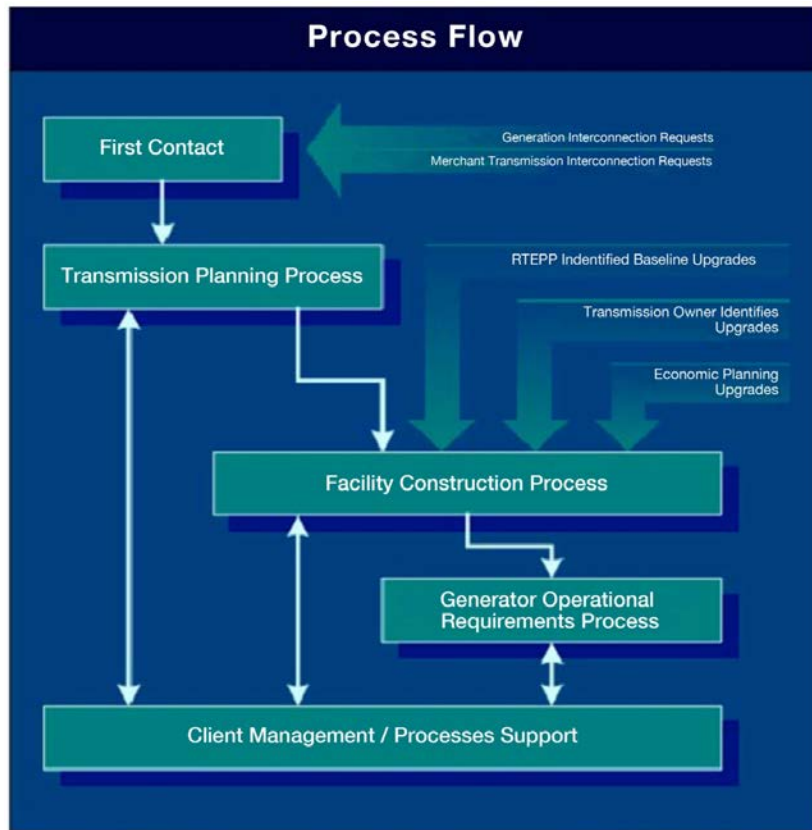 Process Flow
First Contact
Generation Interconnection Requests
Merchant Transmission Interconnection Requests
Transmission Planning Process
RTEPP Indentified Baseline Upgrades
Transmission Owner Identifies
Upgrades
Economic Planning
Upgrades
Facility Construction Process
Generator Operational
Requirements Process
Client Management / Processes Support